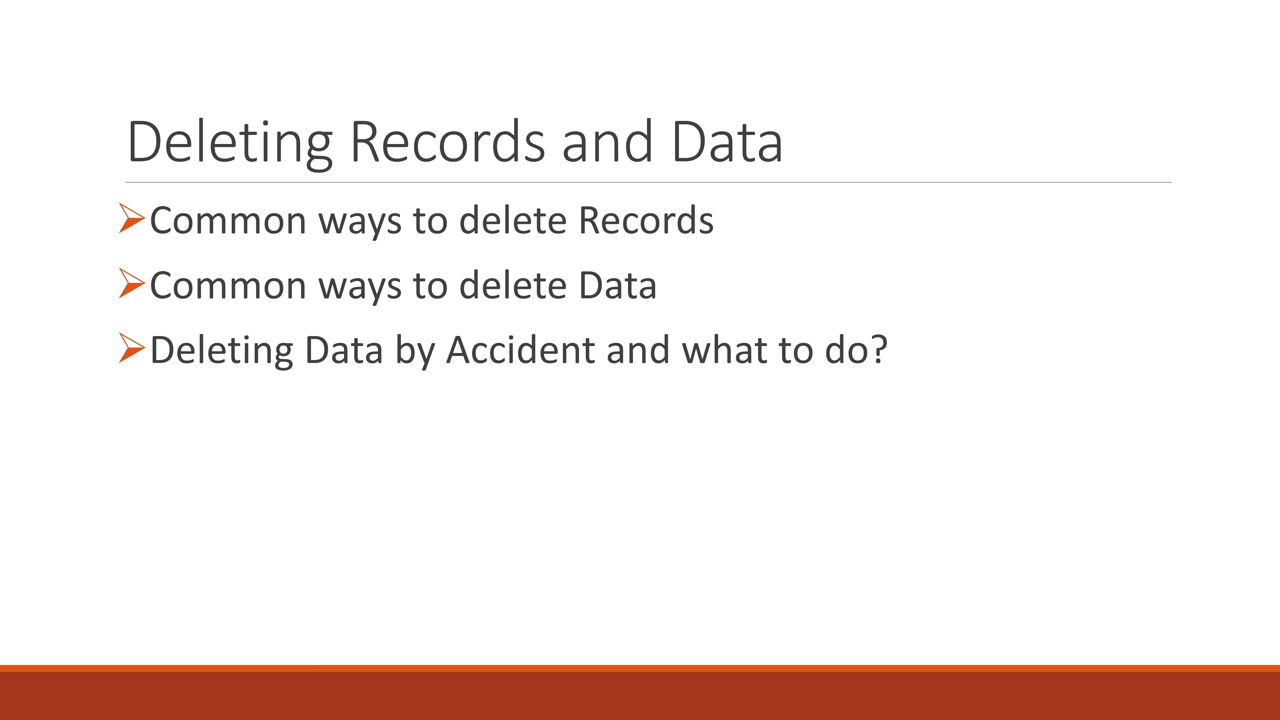 Deleting Records and Data
Common ways to delete Records
Common ways to delete Data
Deleting Data by Accident and what to do?